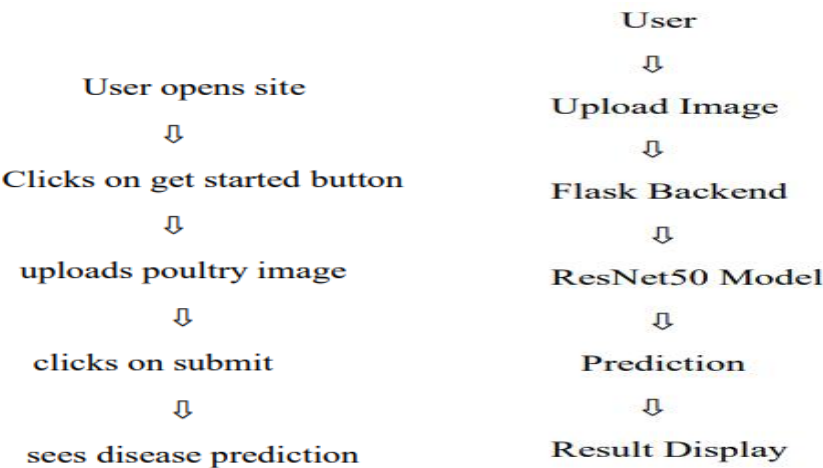 User opens site
⇩
Clicks on get started button
⇩
uploads poultry image
⇩
clicks on submit
⇩
sees disease prediction
User
⇩
Upload Image
⇩
Flask Backend
⇩
ResNet50 Model
⇩
Prediction
⇩
Result Display